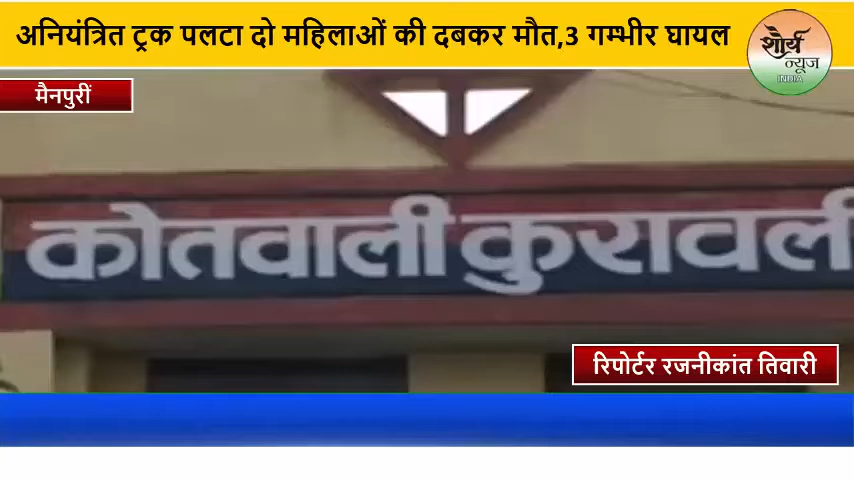 अनियंत्रित ट्रक पलटा दो महिलाओं की दबकर मौत,3 गम्भीर घायल
शौर्य
न्यूज
INDIA
मैनपुरीं
कोतवाली कुरावली
रिपोर्टर रजनीकांत तिवारी